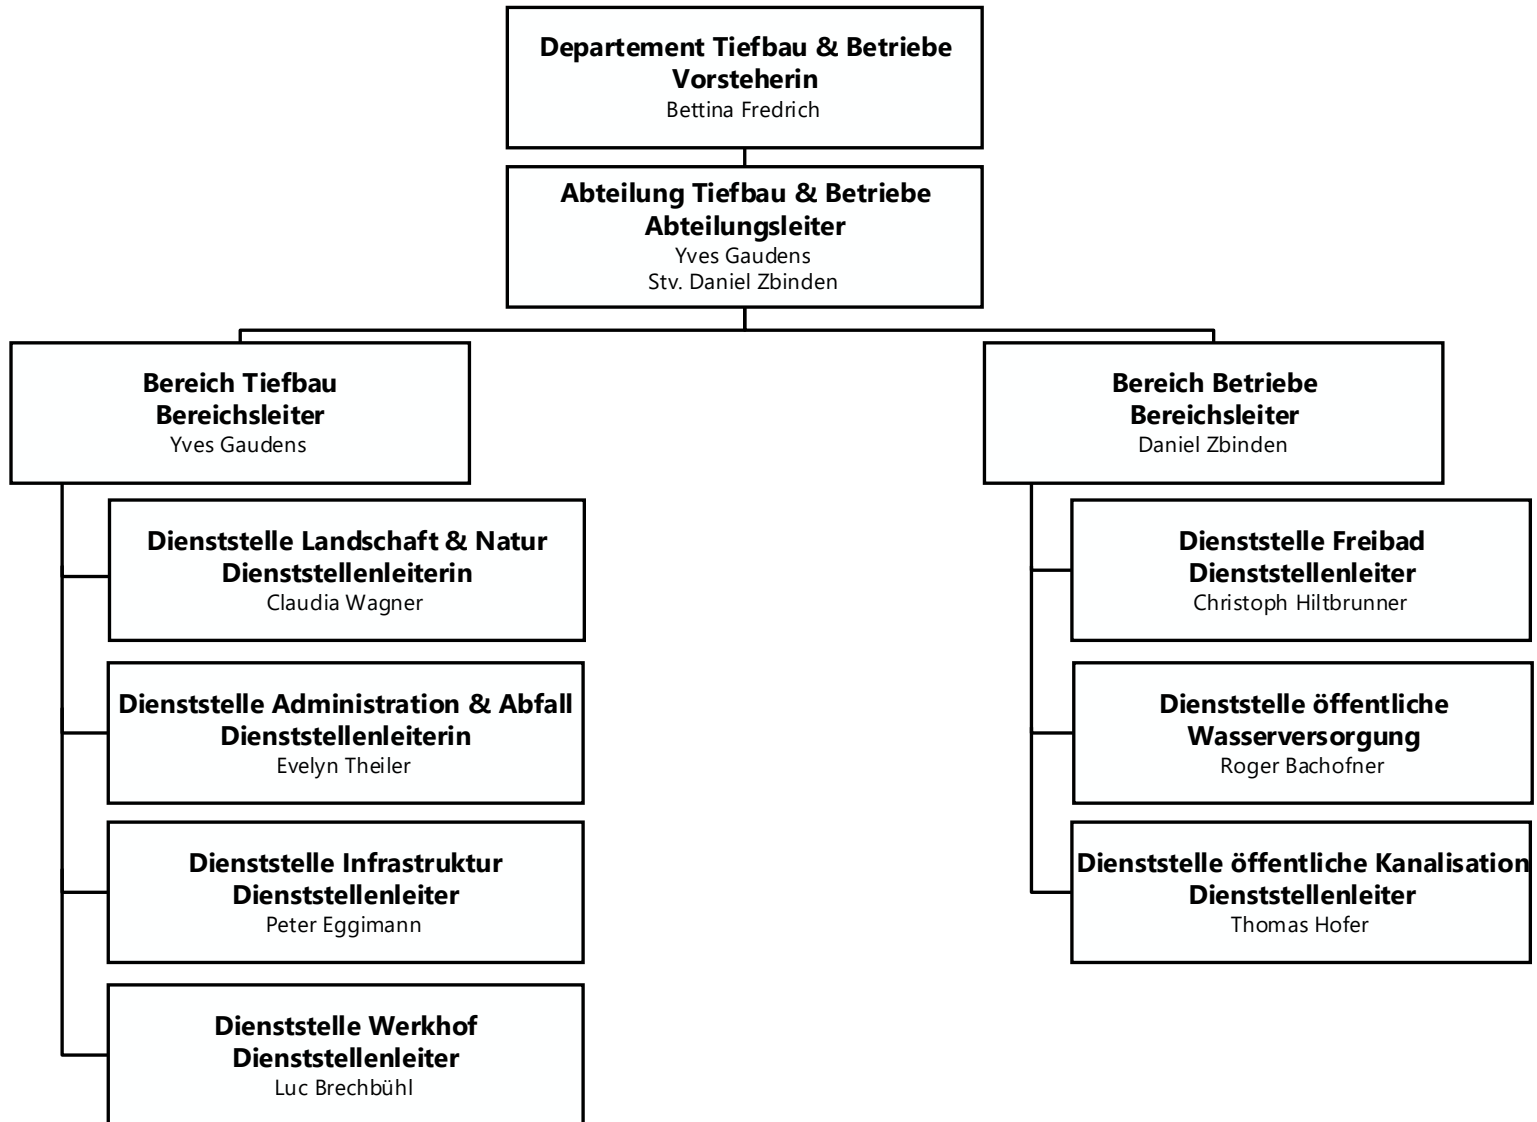 Departement Tiefbau & Betriebe
Vorsteherin
Bettina Fredrich
Abteilung Tiefbau & Betriebe
Abteilungsleiter
Yves Gaudens
Stv. Daniel Zbinden
Bereich Tiefbau
Bereichsleiter
Yves Gaudens
Dienststelle Landschaft & Natur
Dienststellenleiterin
Claudia Wagner
Dienststelle Administration & Abfall
Dienststellenleiterin
Evelyn Theiler
Dienststelle Infrastruktur
Dienststellenleiter
Peter Eggimann
Dienststelle Werkhof
Dienststellenleiter
Luc Brechbühl
Bereich Betriebe
Bereichsleiter
Daniel Zbinden
Dienststelle Freibad
Dienststellenleiter
Christoph Hiltbrunner
Dienststelle öffentliche
Wasserversorgung
Roger Bachofner
Dienststelle öffentliche Kanalisation
Dienststellenleiter
Thomas Hofer